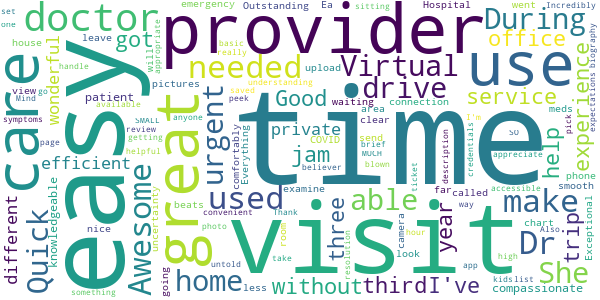 set
one
doctor
emergency
Outstanding
Ea
sitting
Hospital
went
Incredibly
provider
During
got
office
needed
Virtual
use
drive
house
leave
will
appropriate
wonderful
handle
basic
really
understanding
saved
upload
view
go
Mind
patient
pictures
peek
waiting
connection
service
experience
expectations
biography
care
easy
available
symptoms
SMALL
anyone
Good
area
clear
meds
time
I'm
review
getting
private
send
pick
efficient
great
urgent
comfortably
Everything
COVID
MUCH
brief
description
credentials
so
appreciate
help
page
helpful
jam
believer
blown
phone
knowledgeable
Awesome
used
examine
able
year
far
called
make
accessible
smooth
different
Quick
nice
uncertainty
beats
visit
ticket
way
chart
trip
Dr
Also
Exceptional
convenient
Thank
three
hour
camera
photo
untold
room
resolution
look
app
high
She
something
going
home
less
take
without
third
I've
kids
list
compassionate